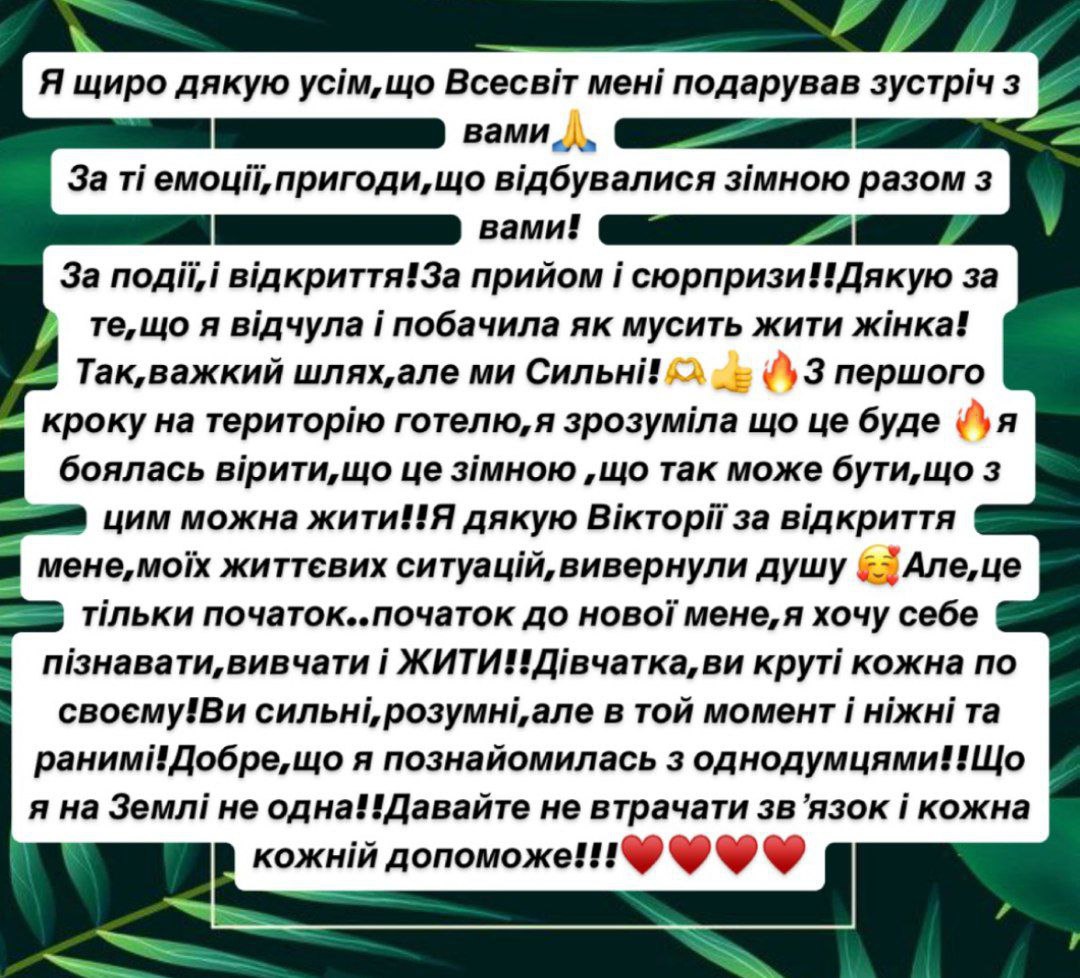 Я щиро дякую усім,що Всесвіт мені подарував зустріч з
вами🙏
За ті емоції,пригоди,що відбувалися зімною разом з
вами!
За події,і відкриття!За прийом і сюрпризи!!Дякую за
те,що я відчула і побачила як мусить жити жінка!
Так,важкий шлях,але ми Сильні!🫶👍🔥З першого
кроку на територію готелю,я зрозуміла що це буде 🔥я
боялась вірити,що це зімною ,що так може бути,що з
цим можна жити!!Я дякую Вікторії за відкриття
мене,моїх життєвих ситуацій,вивернули душу 🥰Але,це
тільки початок..початок до нової мене,я хочу себе
пізнавати,вивчати і ЖИТИ!!Дівчатка,ви круті кожна по
своєму!Ви сильні,розумні,але в той момент і ніжні та
ранимі!Добре,що я познайомилась з однодумцями!!Що
я на Землі не одна!!Давайте не втрачати зв’язок і кожна
кожній допоможе!!!♥️♥️♥️♥️